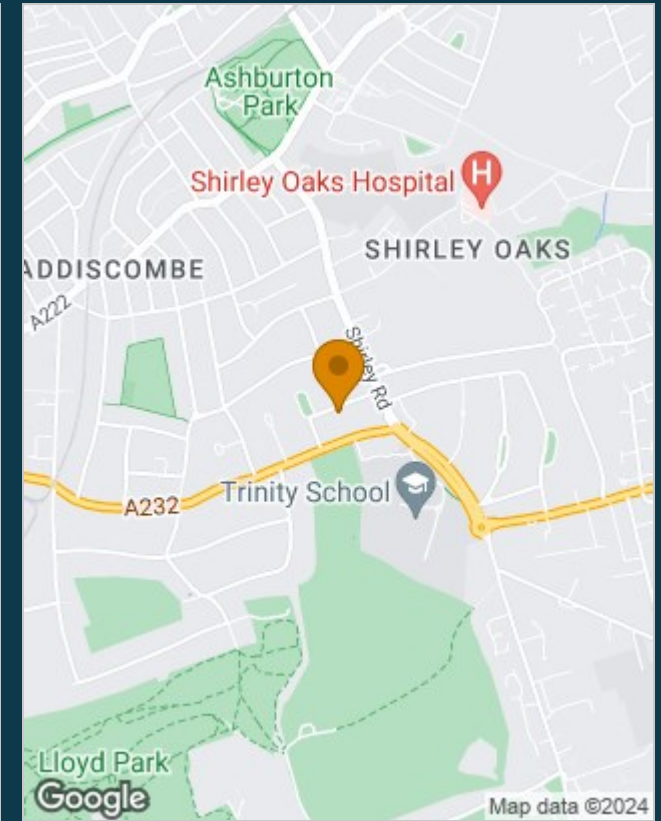 Ashburton
Park
Shirley Oaks Hospital
H
SHIRLEY OAKS
ADDISCOMBE
A222
Shirley Rd
Trinity School
A232
Lloyd Park
Google
Map data ©2024